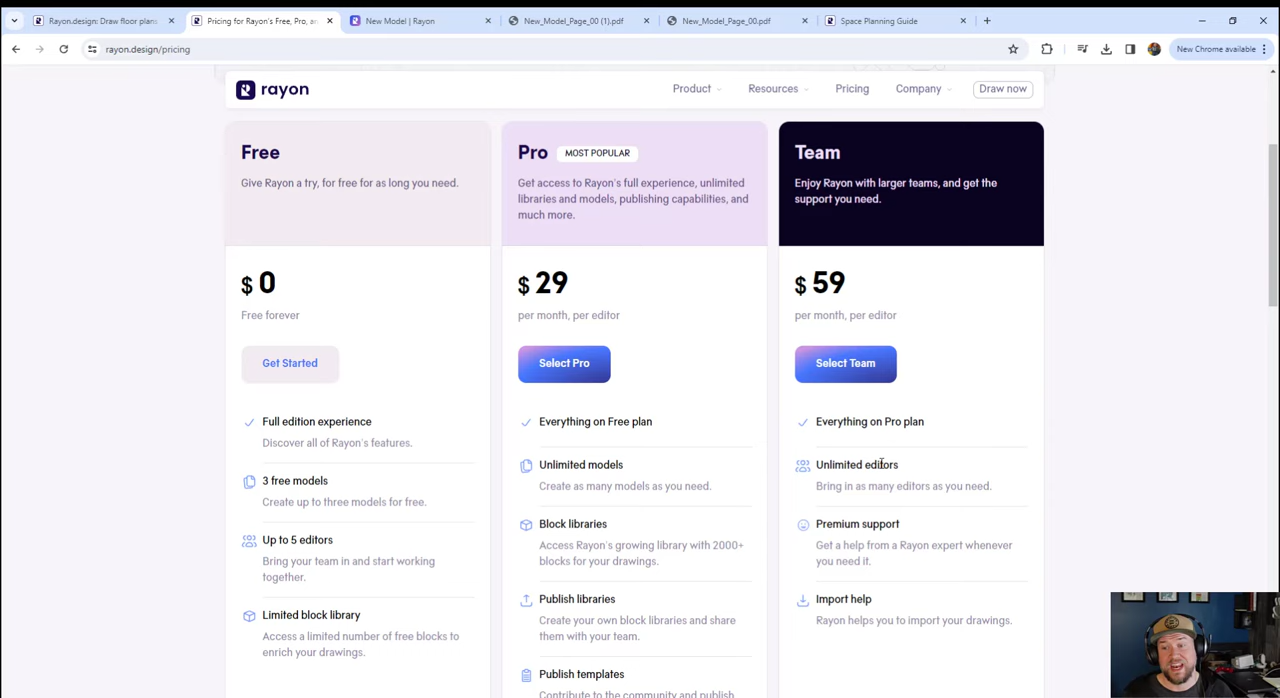 Rayon.design: Draw floor plans
Pricing for Rayon's Free, Pro, an
New Model | Rayon
New_Model_Page_00 (1).pdf
New_Model_Page_00.pdf
Space Planning Guide
rayon.design/pricing
New Chrome available
rayon
Product
Resources
Pricing
Company
Draw now
Free
Give Rayon a try, for free for as long you need.
$ 0
Free forever
Get Started
Full edition experience
Discover all of Rayon's features.
3 free models
Create up to three models for free.
Up to 5 editors
Bring your team in and start working
together.
Limited block library
Access a limited number of free blocks to
enrich your drawings.
Pro
MOST POPULAR
Get access to Rayon's full experience, unlimited
libraries and models, publishing capabilities, and
much more.
$ 29
per month, per editor
Select Pro
Everything on Free plan
Unlimited models
Create as many models as you need.
Block libraries
Access Rayon's growing library with 2000+
blocks for your drawings.
Publish libraries
Create your own block libraries and share
them with your team.
Publish templates
Contribute to the community and publish
Team
Enjoy Rayon with larger teams, and get the
support you need.
$ 59
per month, per editor
Select Team
Everything on Pro plan
Unlimited editors
Bring in as many editors as you need.
Premium support
Get a help from a Rayon expert whenever
you need it.
Import help
Rayon helps you to import your drawings.